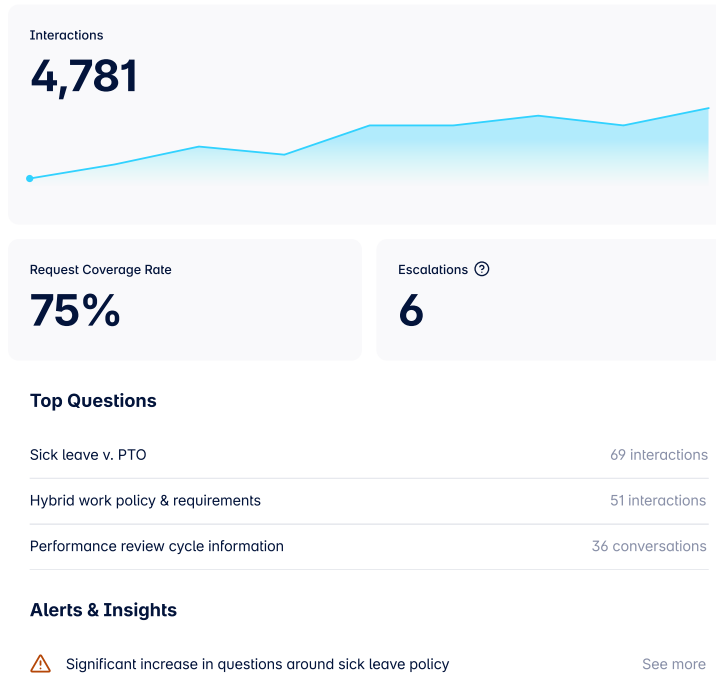 Interactions
4,781
Request Coverage Rate
75%
Escalations ?
6
Top Questions
Sick leave v. PTO 69 interactions
Hybrid work policy & requirements 51 interactions
Performance review cycle information 36 conversations
Alerts & Insights
Significant increase in questions around sick leave policy See more